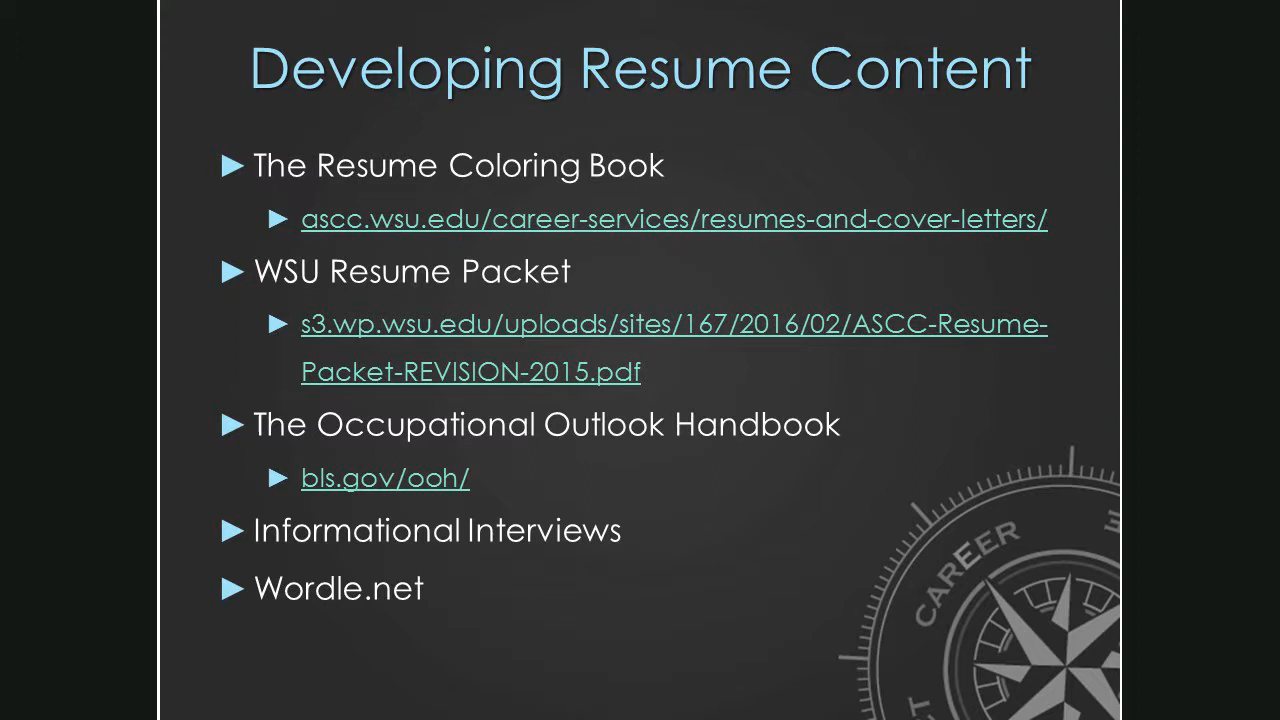 Developing Resume Content
The Resume Coloring Book
ascc.wsu.edu/career-services/resumes-and-cover-letters/
WSU Resume Packet
s3.wp.wsu.edu/uploads/sites/167/2016/02/ASCC-Resume-
Packet-REVISION-2015.pdf
The Occupational Outlook Handbook
bls.gov/ooh/
Informational Interviews
Wordle.net
CAREER